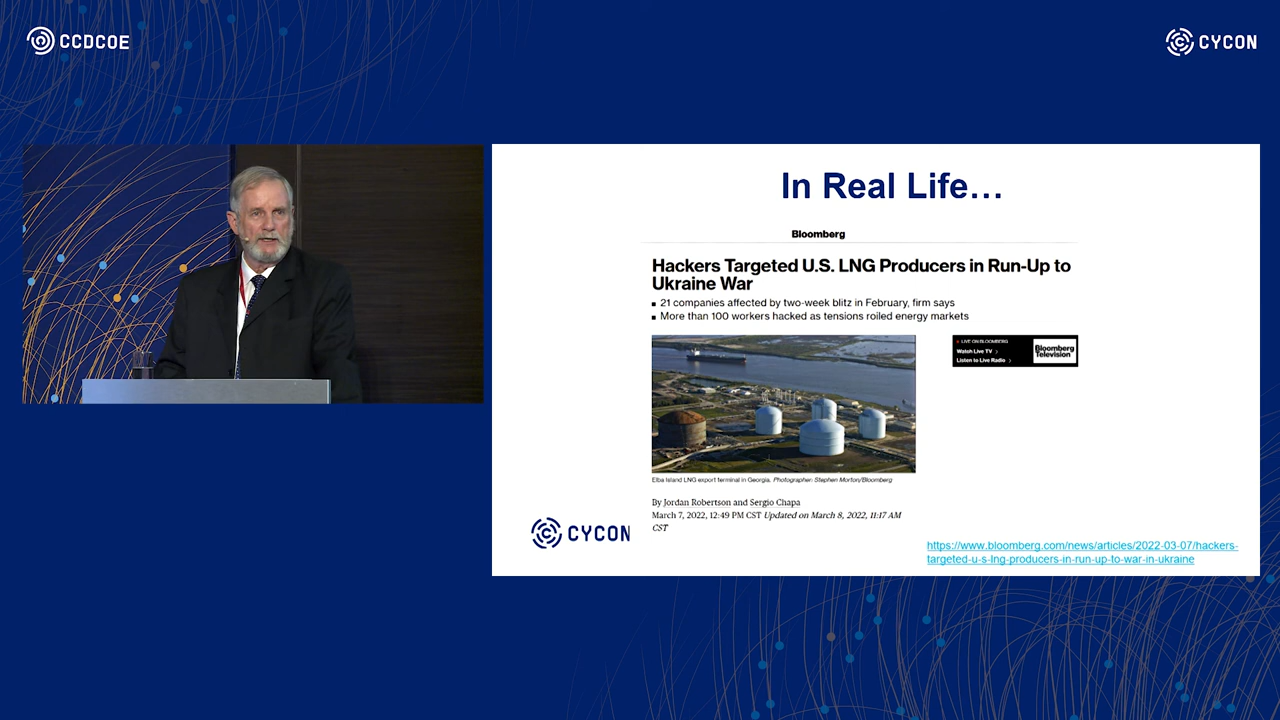 CCDCOE
CYCON
In Real Life…
Bloomberg
Hackers Targeted U.S. LNG Producers in Run-Up to
Ukraine War
▪ 21 companies affected by two-week blitz in February, firm says
▪ More than 100 workers hacked as tensions roiled energy markets
LIVE ON BLOOMBERG
Watch Live TV >
Listen to Live Radio >
Bloomberg
Television
Elba Island LNG export terminal in Georgia. Photographer: Stephen Morton/Bloomberg
By Jordan Robertson and Sergio Chapa
March 7, 2022, 12:49 PM CST Updated on March 8, 2022, 11:17 AM
CST
CYCON
https://www.bloomberg.com/news/articles/2022-03-07/hackers-
targeted-u-s-lng-producers-in-run-up-to-war-in-ukraine